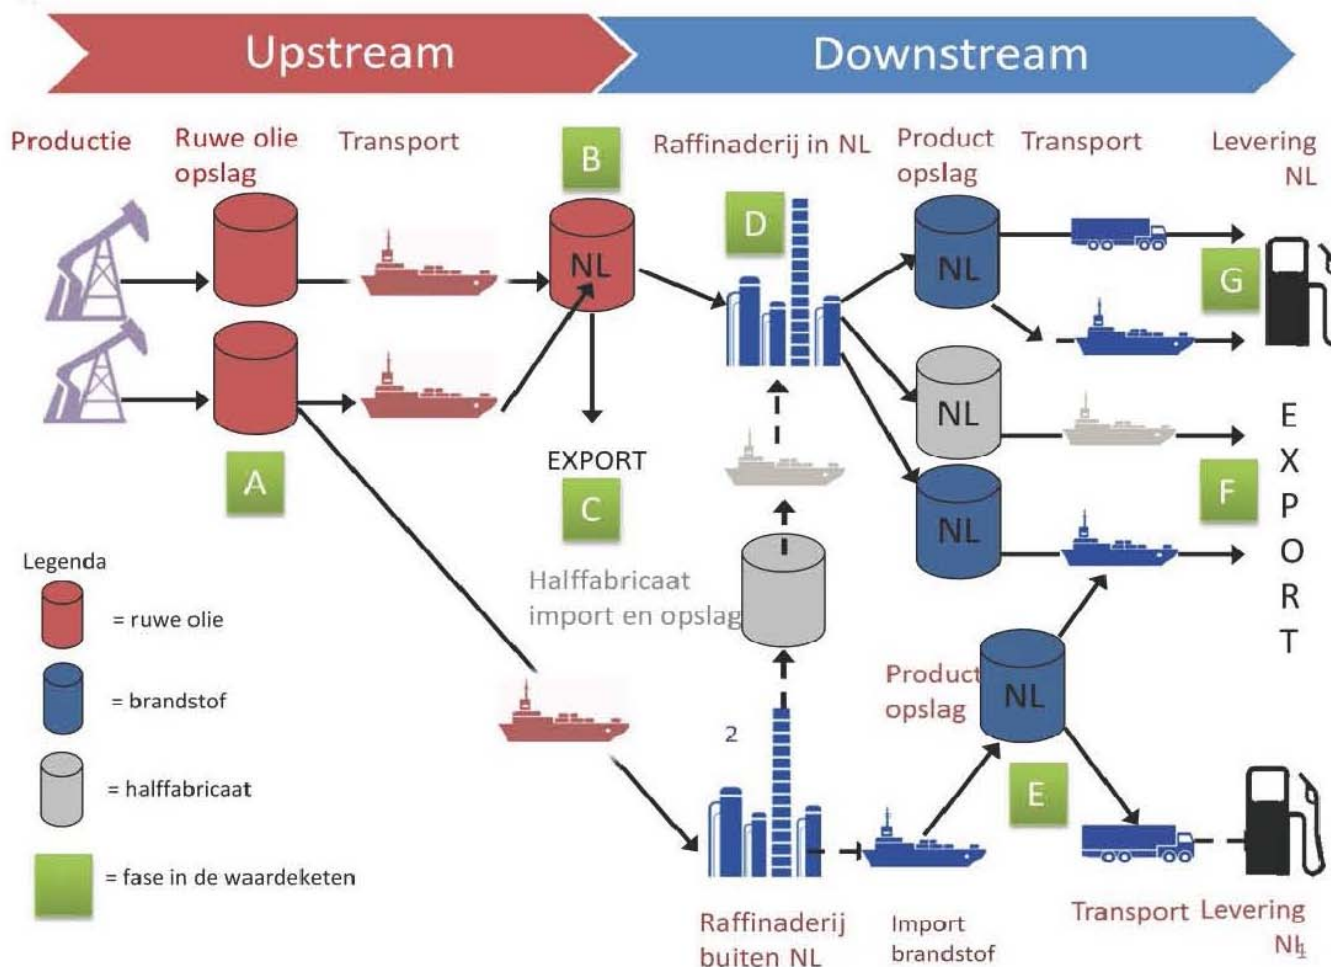 Upstream
Downstream
Productie
Ruwe olie
opslag
Transport
B
Raffinaderij in NL
Product
opslag
Transport
Levering
NL
D
NL
NL
G
A
EXPORT
C
NL
NL
F
EXPORT
Legenda
= ruwe olie
= brandstof
= halffabricaat
= fase in de waardeketen
Halffabricaat
import en opslag
Product
opslag
NL
2
E
Raffinaderij
buiten NL
Import
brandstof
Transport
Levering
NL
1